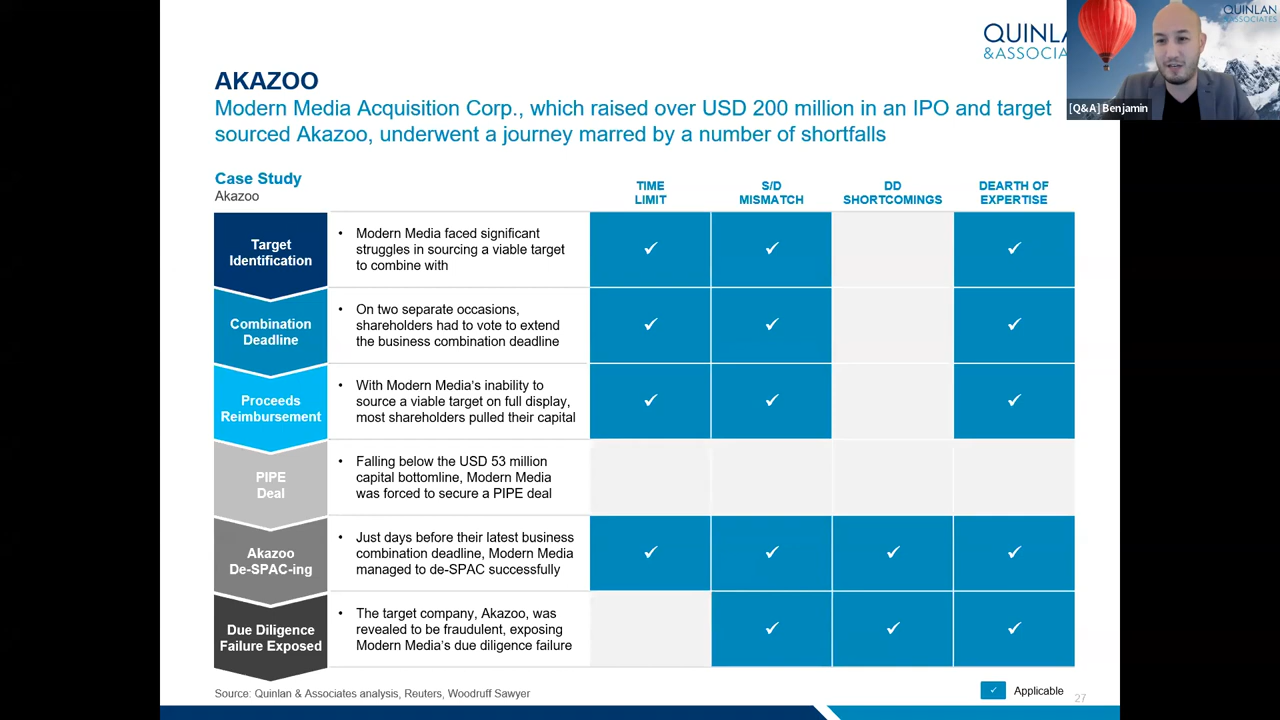 QUINLAN
&ASSOCIATES
[Q&A] Benjamin
QUINL
&ASSOCI
AKAZOO
Modern Media Acquisition Corp., which raised over USD 200 million in an IPO and target
sourced Akazoo, underwent a journey marred by a number of shortfalls
Case Study
Akazoo
TIME
LIMIT
S/D
MISMATCH
DD
SHORTCOMINGS
DEARTH OF
EXPERTISE
Target
Identification
• Modern Media faced significant
struggles in sourcing a viable target
to combine with
✓ ✓ ✓
Combination
Deadline
• On two separate occasions,
shareholders had to vote to extend
the business combination deadline
✓ ✓ ✓
Proceeds
Reimbursement
• With Modern Media's inability to
source a viable target on full display,
most shareholders pulled their capital
✓ ✓ ✓
PIPE
Deal
• Falling below the USD 53 million
capital bottomline, Modern Media
was forced to secure a PIPE deal
Akazoo
De-SPAC-ing
• Just days before their latest business
combination deadline, Modern Media
managed to de-SPAC successfully
✓ ✓ ✓ ✓
Due Diligence
Failure Exposed
• The target company, Akazoo, was
revealed to be fraudulent, exposing
Modern Media's due diligence failure
✓ ✓ ✓
Source: Quinlan & Associates analysis, Reuters, Woodruff Sawyer
✓ Applicable
27